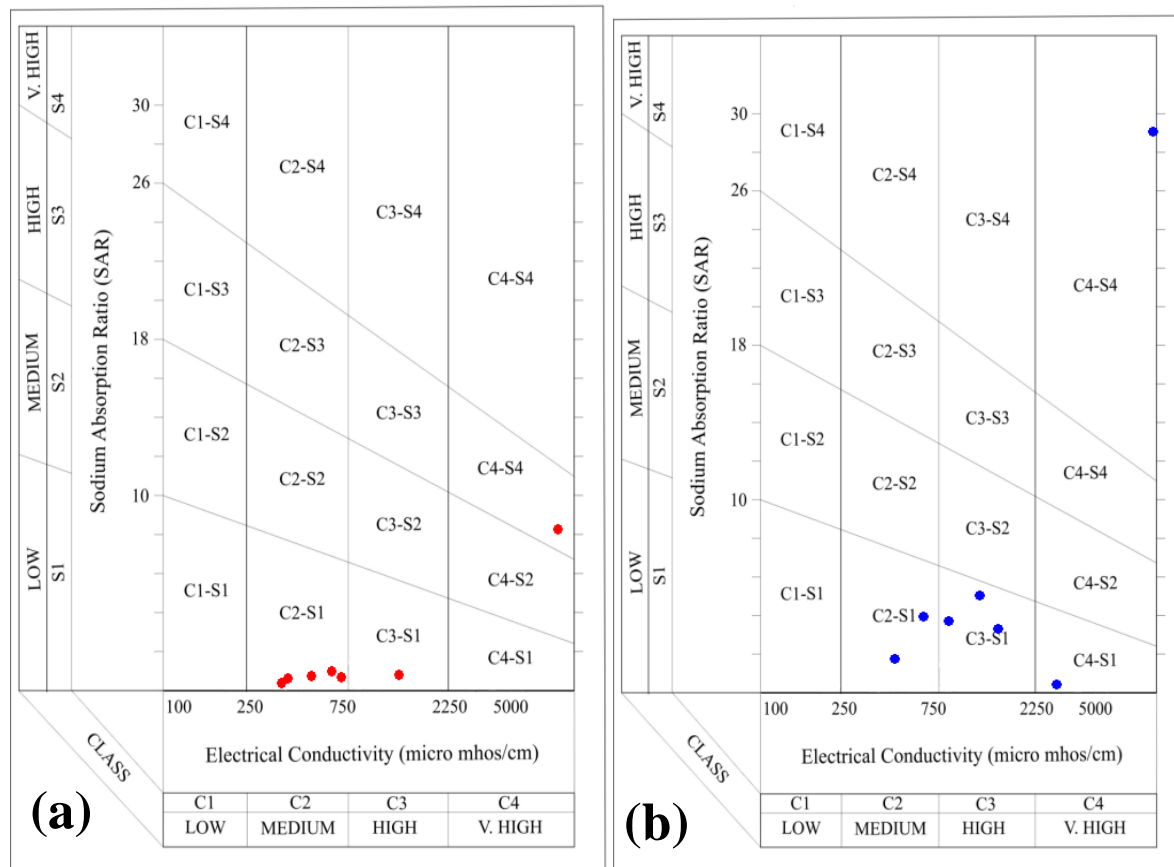 V. HIGH
S4
HIGH
S3
MEDIUM
S2
LOW
S1
Sodium Absorption Ratio (SAR)
30
26
18
10
C1-S4
C2-S4
C3-S4
C4-S4
C1-S3
C2-S3
C3-S3
C4-S4
C1-S2
C2-S2
C3-S2
C4-S2
C1-S1
C2-S1
C3-S1
C4-S1
100 250 750 2250 5000
Electrical Conductivity (micro mhos/cm)
CLASS
C1 C2 C3 C4
LOW MEDIUM HIGH V. HIGH
(a)
V. HIGH
S4
HIGH
S3
MEDIUM
S2
LOW
S1
Sodium Absorption Ratio (SAR)
30
26
18
10
C1-S4
C2-S4
C3-S4
C4-S4
C1-S3
C2-S3
C3-S3
C4-S4
C1-S2
C2-S2
C3-S2
C4-S2
C1-S1
C2-S1
C3-S1
C4-S1
100 250 750 2250 5000
Electrical Conductivity (micro mhos/cm)
CLASS
C1 C2 C3 C4
LOW MEDIUM HIGH V. HIGH
(b)